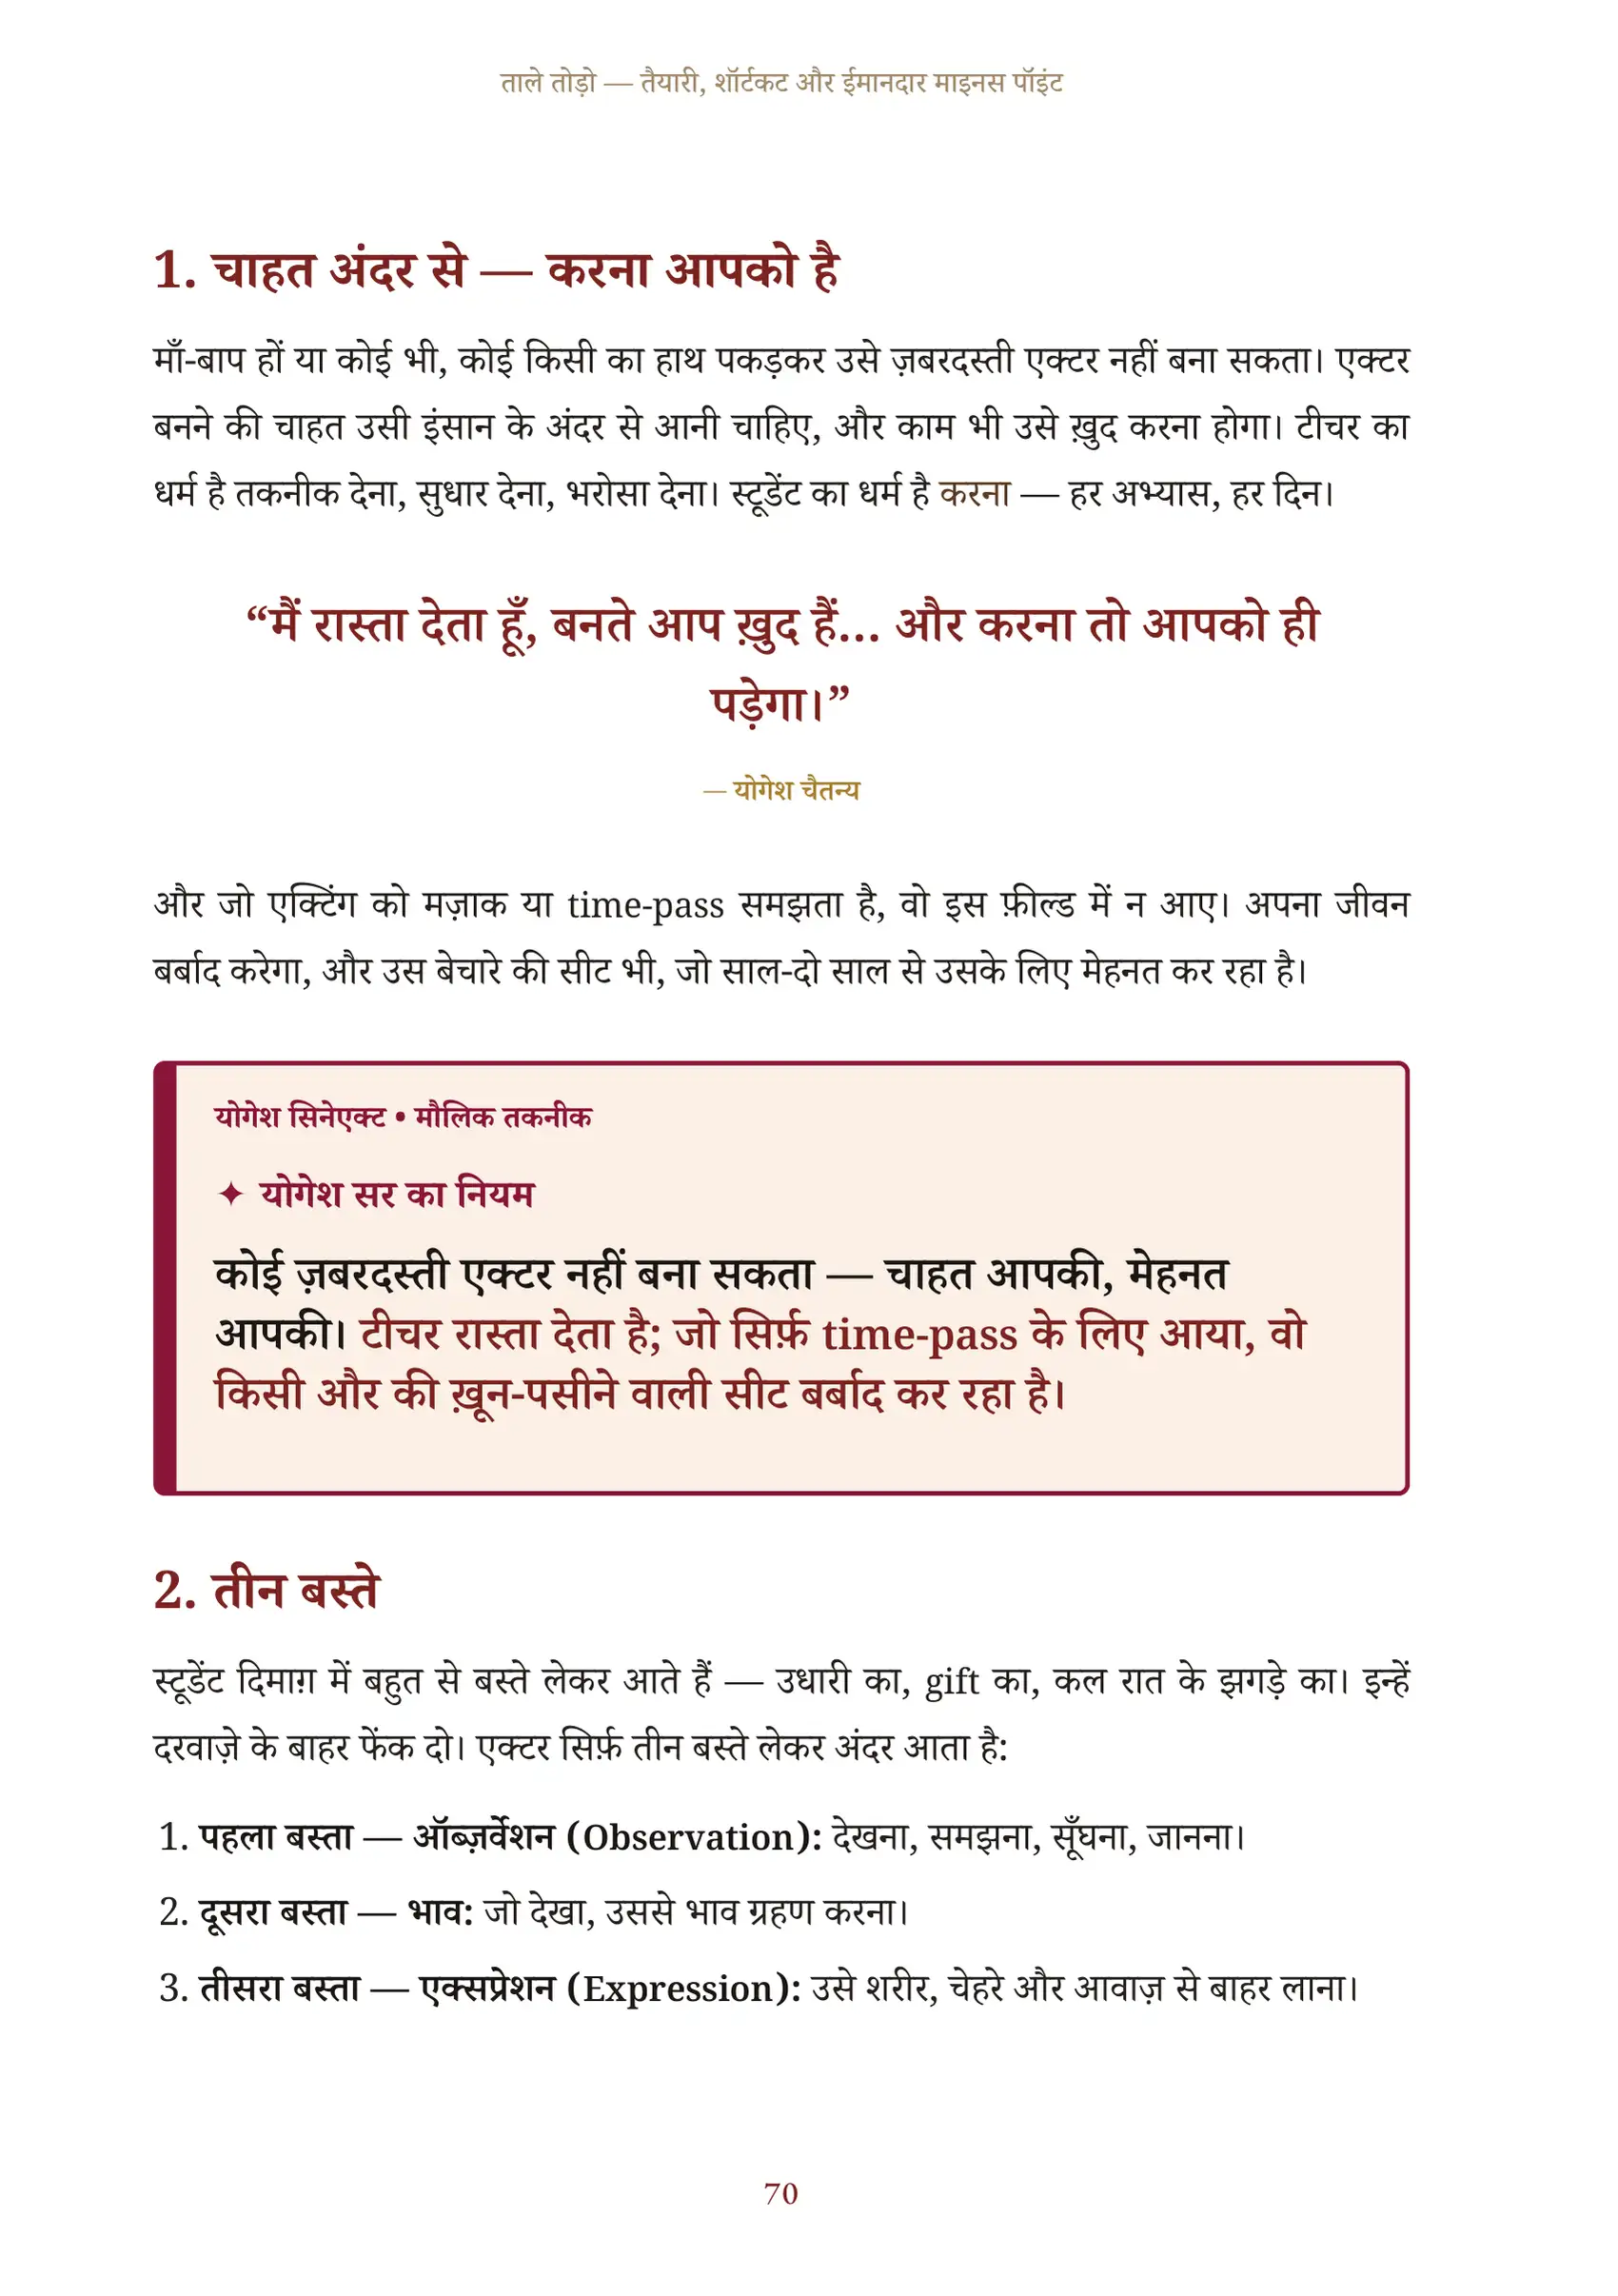 ताले तोड़ो — तैयारी, शॉर्टकट और ईमानदार माइनस पॉइंट
1. चाहत अंदर से — करना आपको है
माँ-बाप हों या कोई भी, कोई किसी का हाथ पकड़कर उसे ज़बरदस्ती एक्टर नहीं बना सकता। एक्टर
बनने की चाहत उसी इंसान के अंदर से आनी चाहिए, और काम भी उसे ख़ुद करना होगा। टीचर का
धर्म है तकनीक देना, सुधार देना, भरोसा देना। स्टूडेंट का धर्म है करना — हर अभ्यास, हर दिन।
“मैं रास्ता देता हूँ, बनते आप ख़ुद हैं... और करना तो आपको ही
पड़ेगा।”
— योगेश चैतन्य
और जो एक्टिंग को मज़ाक या time-pass समझता है, वो इस फ़ील्ड में न आए। अपना जीवन
बर्बाद करेगा, और उस बेचारे की सीट भी, जो साल-दो साल से उसके लिए मेहनत कर रहा है।
योगेश सिनेएक्ट • मौलिक तकनीक
✦ योगेश सर का नियम
कोई ज़बरदस्ती एक्टर नहीं बना सकता — चाहत आपकी, मेहनत
आपकी। टीचर रास्ता देता है; जो सिर्फ़ time-pass के लिए आया, वो
किसी और की ख़ून-पसीने वाली सीट बर्बाद कर रहा है।
2. तीन बस्ते
स्टूडेंट दिमाग़ में बहुत से बस्ते लेकर आते हैं — उधारी का, gift का, कल रात के झगड़े का। इन्हें
दरवाज़े के बाहर फेंक दो। एक्टर सिर्फ़ तीन बस्ते लेकर अंदर आता है:
1. पहला बस्ता — ऑब्ज़र्वेशन (Observation): देखना, समझना, सूँघना, जानना।
2. दूसरा बस्ता — भाव: जो देखा, उससे भाव ग्रहण करना।
3. तीसरा बस्ता — एक्सप्रेशन (Expression): उसे शरीर, चेहरे और आवाज़ से बाहर लाना।
70